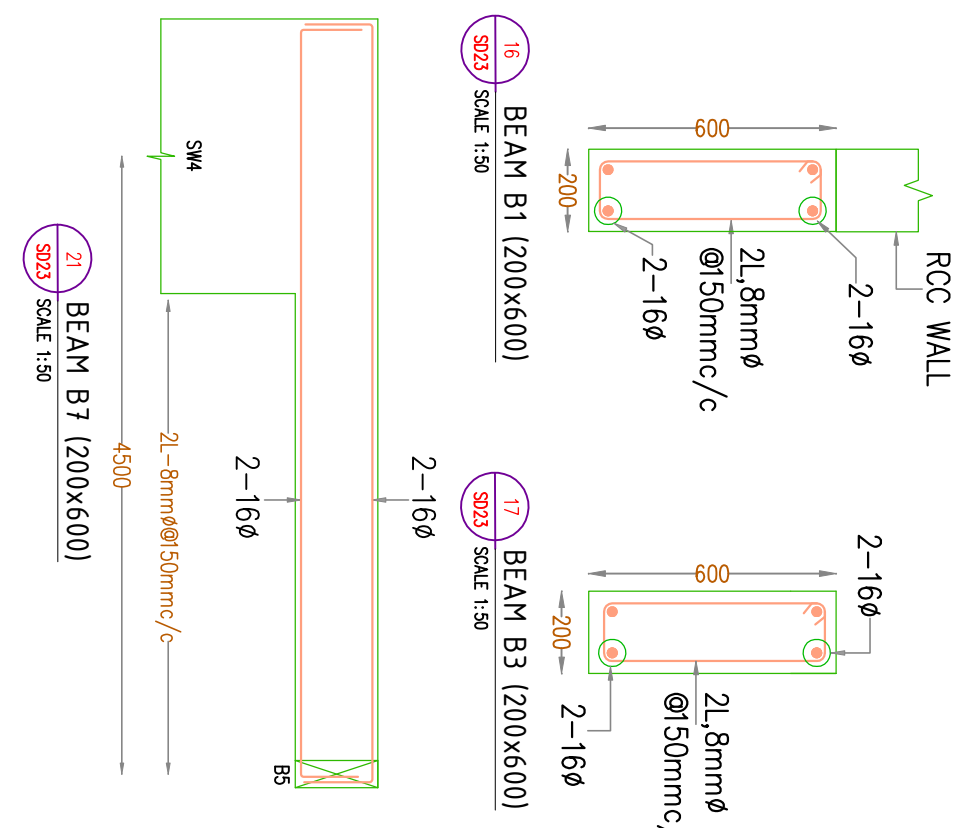 600
200
RCC WALL
2-16ø
2L,8mmø
@150mmc/c
2-16ø
16
SD23
BEAM B1 (200x600)
SCALE 1:50
600
200
2-16ø
2L,8mmø
@150mmc
2-16ø
17
SD23
BEAM B3 (200x600)
SCALE 1:50
SW4
2-16ø
2-16ø
B5
2L-8mmø@150mmc/c
4500
21
SD23
BEAM B7 (200x600)
SCALE 1:50